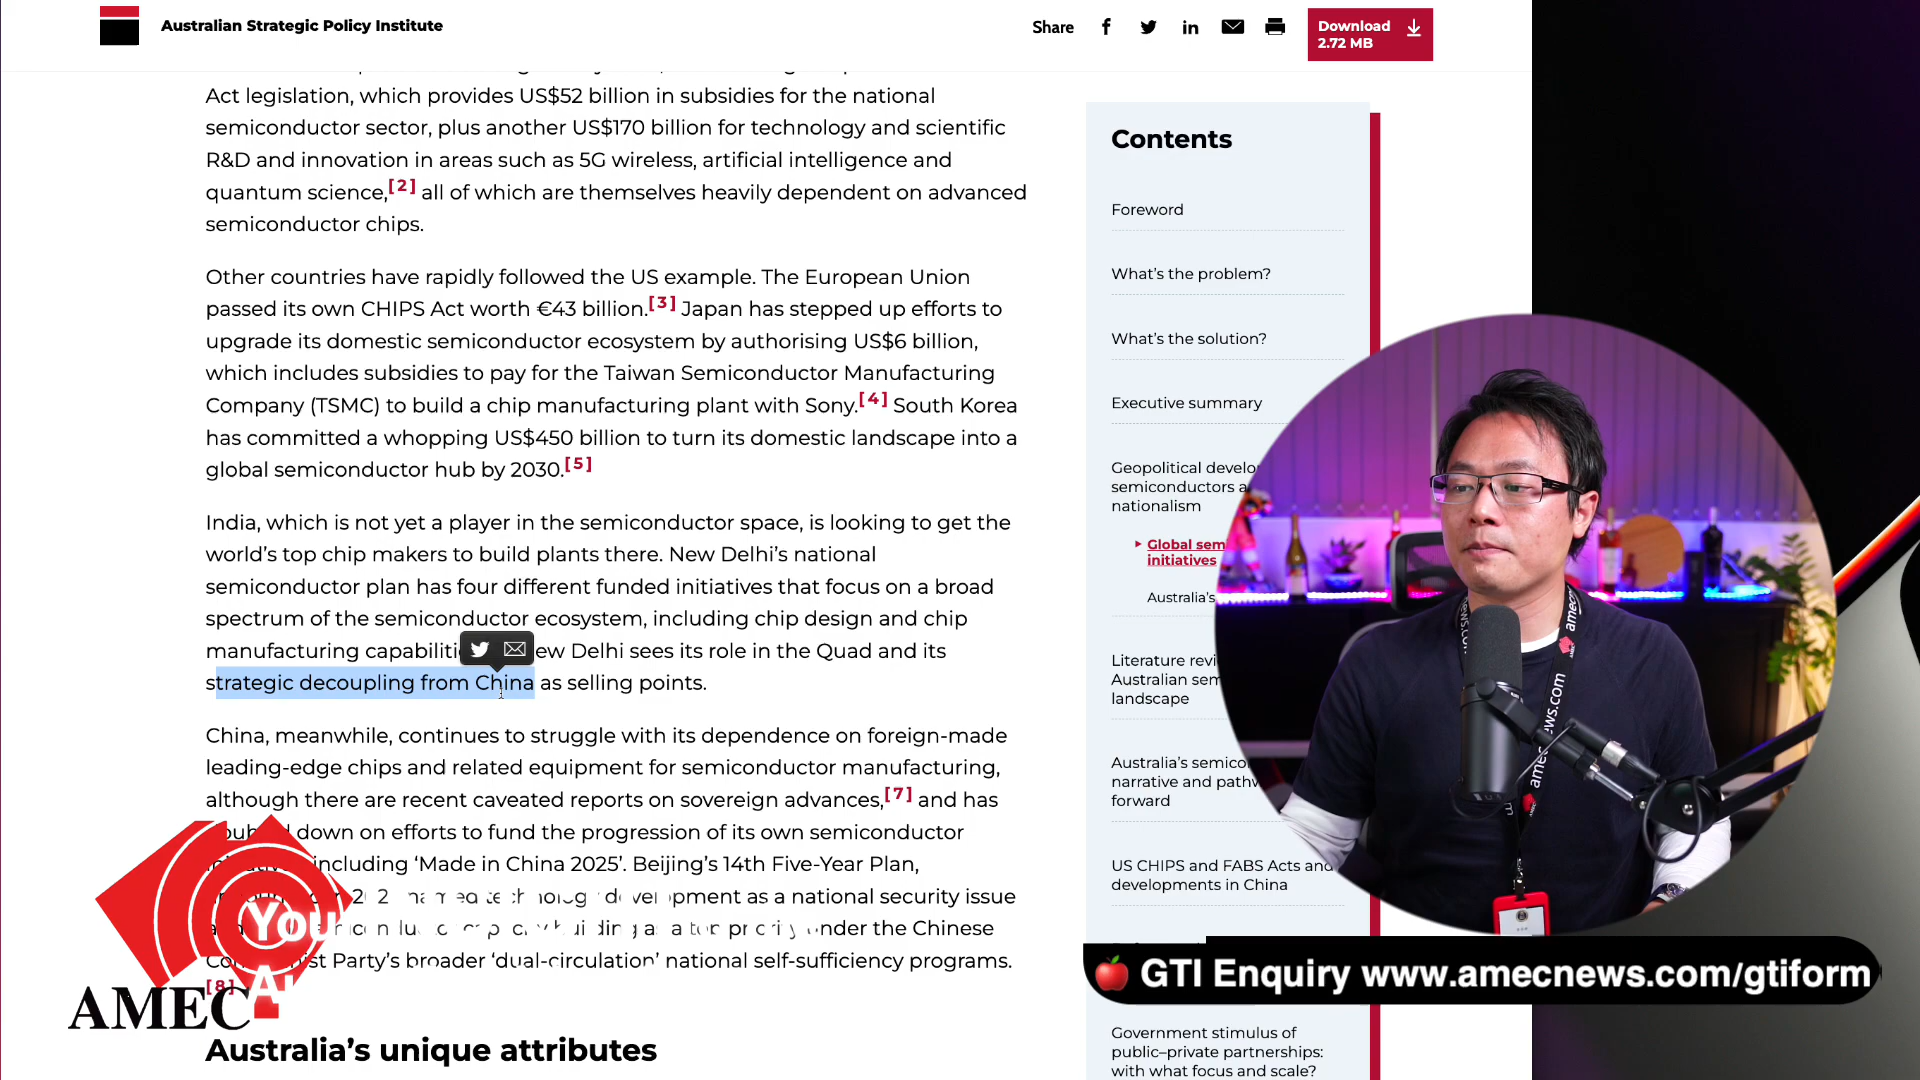 Australian Strategic Policy Institute
Share
Download
2.72 MB
Act legislation, which provides US$52 billion in subsidies for the national
semiconductor sector, plus another US$170 billion for technology and scientific
R&D and innovation in areas such as 5G wireless, artificial intelligence and
quantum science,[2] all of which are themselves heavily dependent on advanced
semiconductor chips.
Other countries have rapidly followed the US example. The European Union
passed its own CHIPS Act worth €43 billion.[3] Japan has stepped up efforts to
upgrade its domestic semiconductor ecosystem by authorising US$6 billion,
which includes subsidies to pay for the Taiwan Semiconductor Manufacturing
Company (TSMC) to build a chip manufacturing plant with Sony.[4] South Korea
has committed a whopping US$450 billion to turn its domestic landscape into a
global semiconductor hub by 2030.[5]
India, which is not yet a player in the semiconductor space, is looking to get the
world's top chip makers to build plants there. New Delhi's national
semiconductor plan has four different funded initiatives that focus on a broad
spectrum of the semiconductor ecosystem, including chip design and chip
manufacturing Delhi sees its role in the Quad and its
strategic decoupling from China as selling points.
China, meanwhile, continues to struggle with its dependence on foreign-made
leading-edge chips and related equipment for semiconductor manufacturing,
although there are recent caveated reports on sovereign advances,[7] and has
down on efforts to fund the progression of its own semiconductor
including 'Made in China 2025'. Beijing's 14th Five-Year Plan,
as a national security issue
under the Chinese
Party's broader 'dual-circulation' national self-sufficiency programs.
[8]
Australia's unique attributes
Contents
Foreword
What's the problem?
What's the solution?
Executive summary
Geopolitical
semiconductors
nationalism
Global
initiatives
Australia's
Literature
Australian
landscape
Australia's
narrative and
forward
US CHIPS and FABS Acts and
developments in China
Government stimulus of
public–private partnerships:
with what focus and scale?
AMEC
amecnews.com
GTI Enquiry www.amecnews.com/gtiform